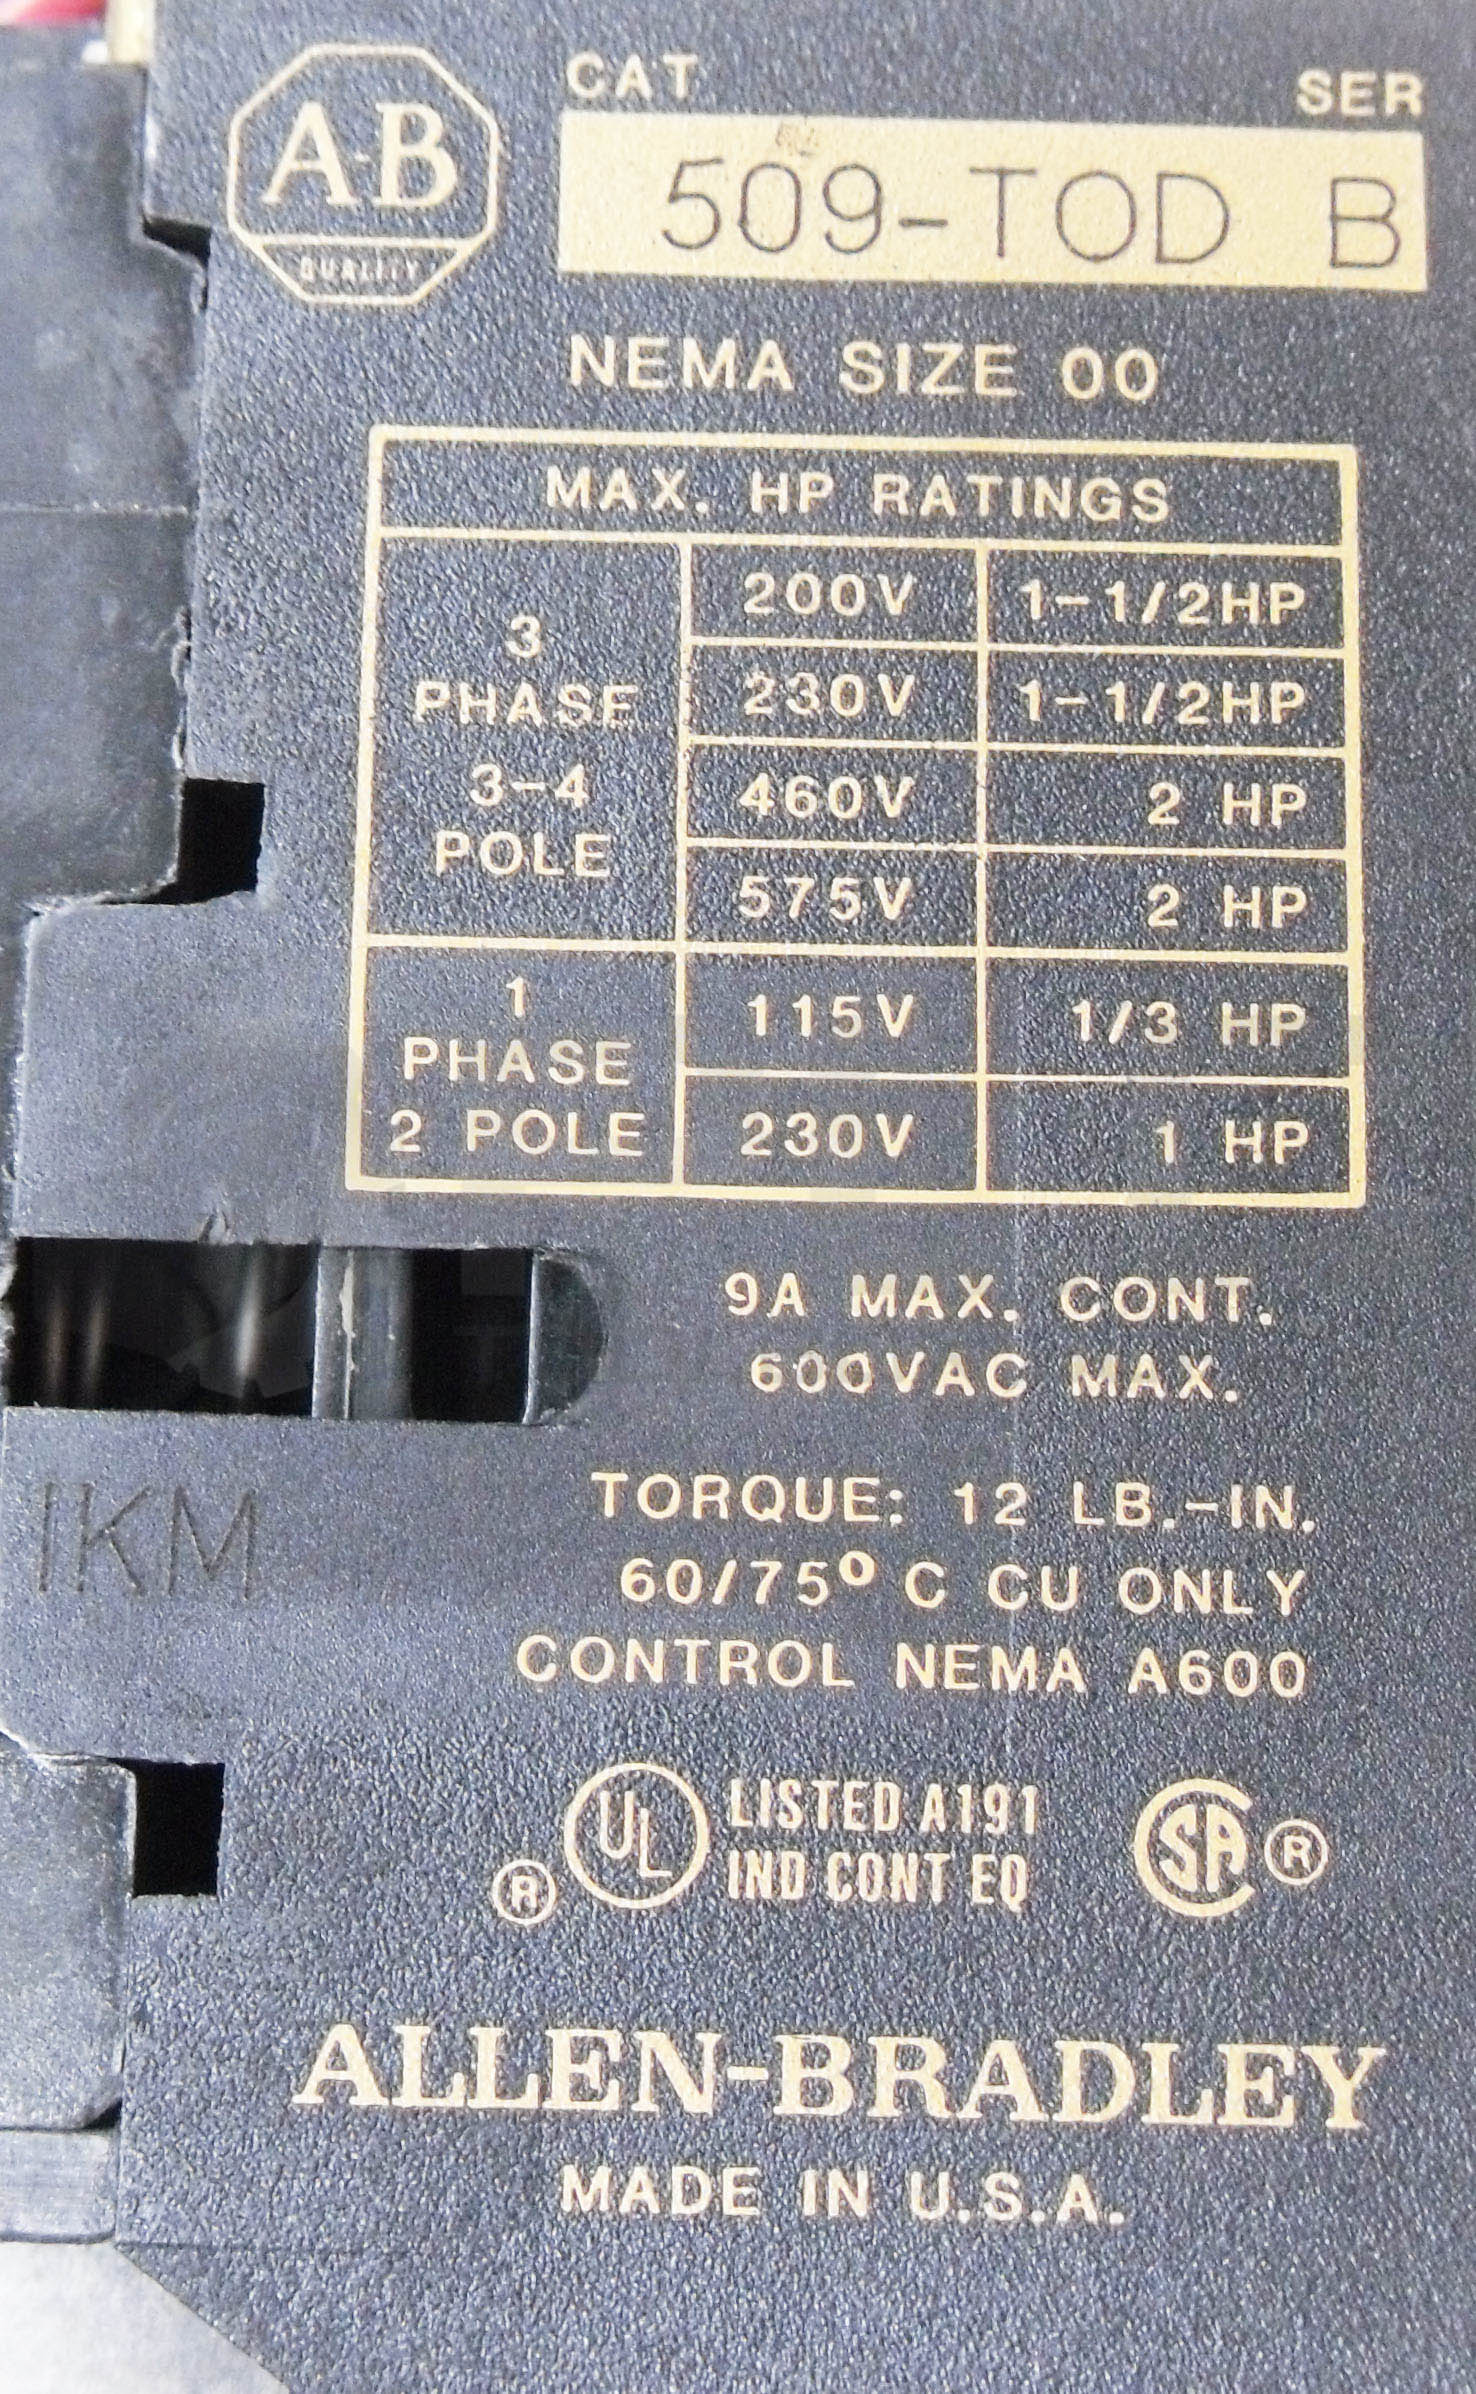 A-B
QUALITY
CAT SER
509-TOD B
NEMA SIZE 00
MAX. HP RATINGS
3
PHASE
3-4
POLE
200V 1-1/2HP
230V 1-1/2HP
460V 2 HP
575V 2 HP
1
PHASE
2 POLE
115V 1/3 HP
230V 1 HP
9A MAX. CONT.
600VAC MAX.
IKM
TORQUE: 12 LB.-IN.
60/75° C CU ONLY
CONTROL NEMA A600
® UL LISTED A191
IND CONT EQ
SA ®
ALLEN-BRADLEY
MADE IN U.S.A.